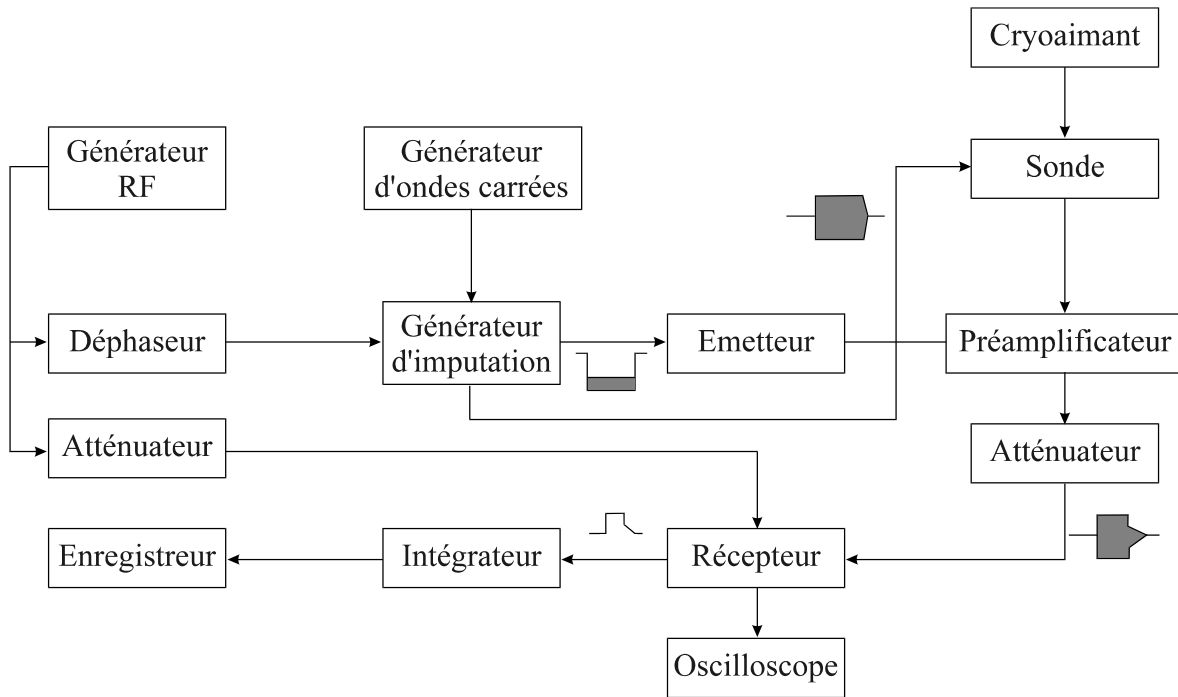 Cryoaimant
Générateur
RF
Générateur
d'ondes carrées
Sonde
Déphaseur
Générateur
d'imputation
Emetteur
Préamplificateur
Atténuateur
Atténuateur
Enregistreur
Intégrateur
Récepteur
Oscilloscope